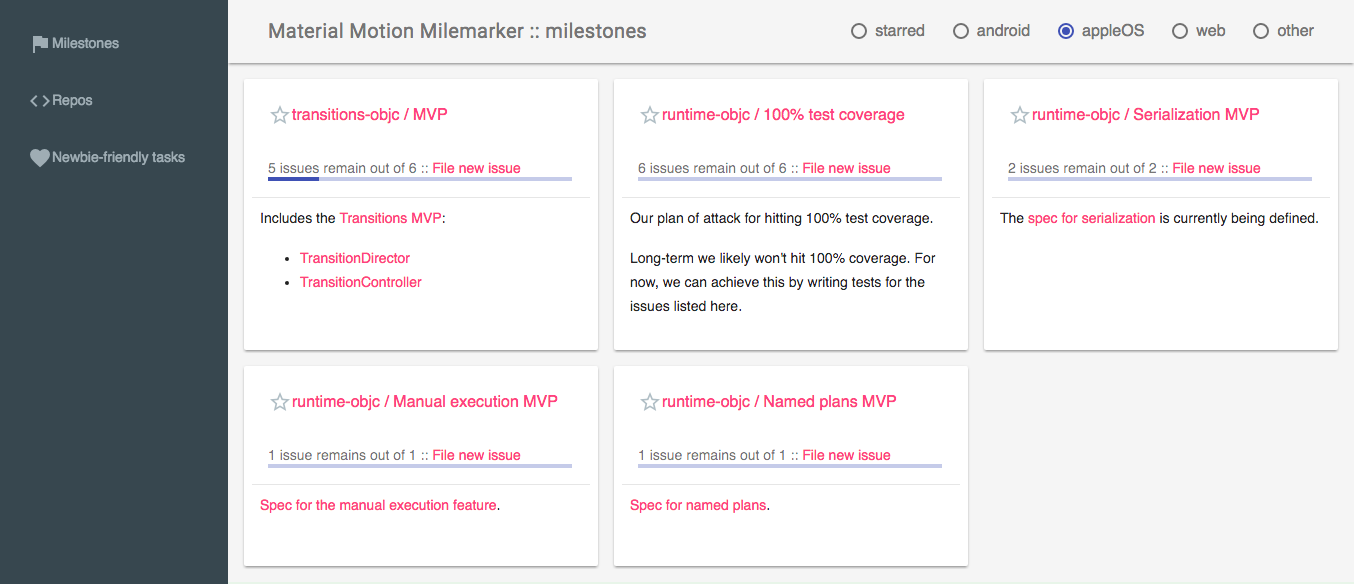 Milestones
Repos
Newbie-friendly tasks
Material Motion Milemarker :: milestones
starred
android
appleOS
web
other
transitions-objc / MVP
5 issues remain out of 6 :: File new issue
Includes the Transitions MVP:
• TransitionDirector
• TransitionController
runtime-objc / 100% test coverage
6 issues remain out of 6 :: File new issue
Our plan of attack for hitting 100% test coverage.
Long-term we likely won't hit 100% coverage. For
now, we can achieve this by writing tests for the
issues listed here.
runtime-objc / Serialization MVP
2 issues remain out of 2 :: File new issue
The spec for serialization is currently being defined.
runtime-objc / Manual execution MVP
1 issue remains out of 1 :: File new issue
Spec for the manual execution feature.
runtime-objc / Named plans MVP
1 issue remains out of 1 :: File new issue
Spec for named plans.